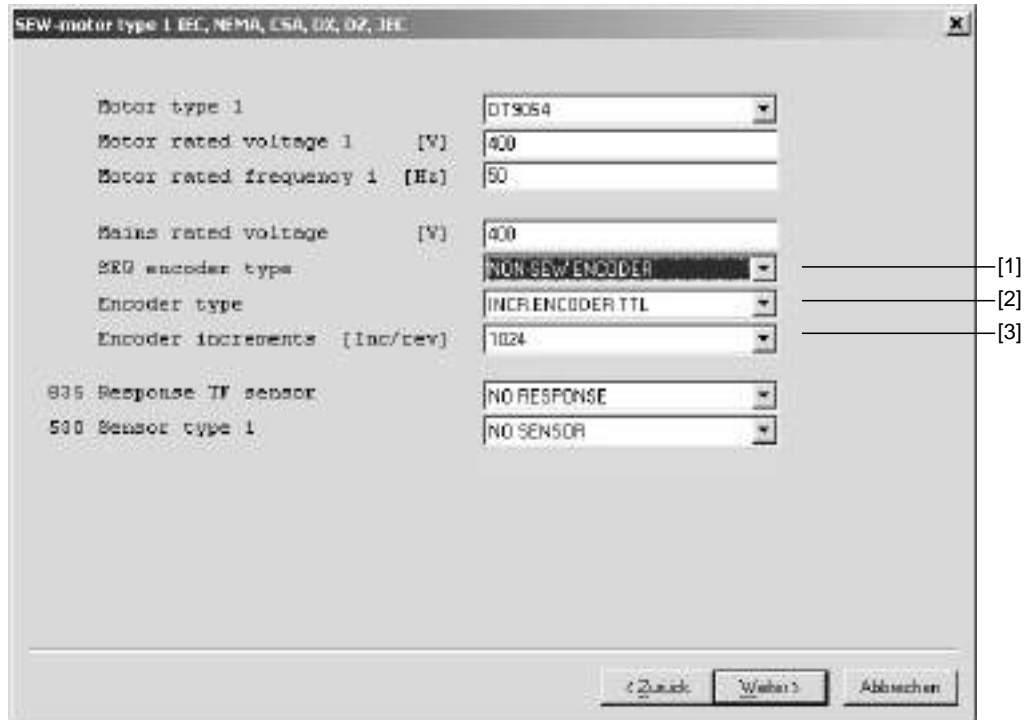 SEW-motor type 1 IEC, NEMA, CSA, DX, DZ, JEC
Motor type 1 DT90S4
Motor rated voltage 1 [V] 400
Motor rated frequency 1 [Hz] 50
Mains rated voltage [V] 400
SEW encoder type NON SEW ENCODER [1]
Encoder type INCR.ENCODER TTL [2]
Encoder increments [Inc/rev] 1024 [3]
835 Response TF sensor NO RESPONSE
530 Sensor type 1 NO SENSOR
< Zurück Weiter > Abbrechen